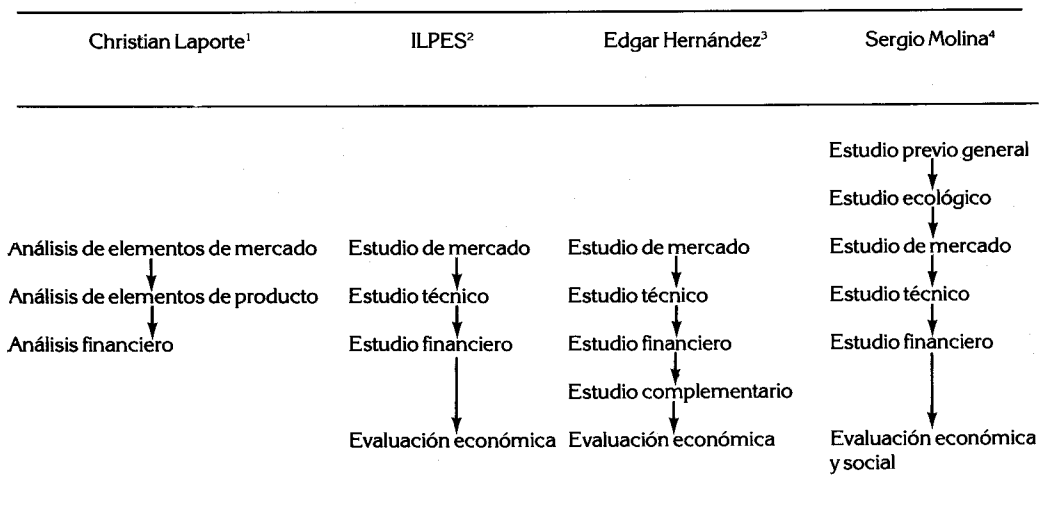 Christian Laporte¹ ILPES² Edgar Hernández³ Sergio Molina⁴
Estudio previo general
Estudio ecológico
Análisis de elementos de mercado Estudio de mercado Estudio de mercado Estudio de mercado
Análisis de elementos de producto Estudio técnico Estudio técnico Estudio técnico
Análisis financiero Estudio financiero Estudio financiero Estudio financiero
Estudio complementario
Evaluación económica Evaluación económica Evaluación económica
y social